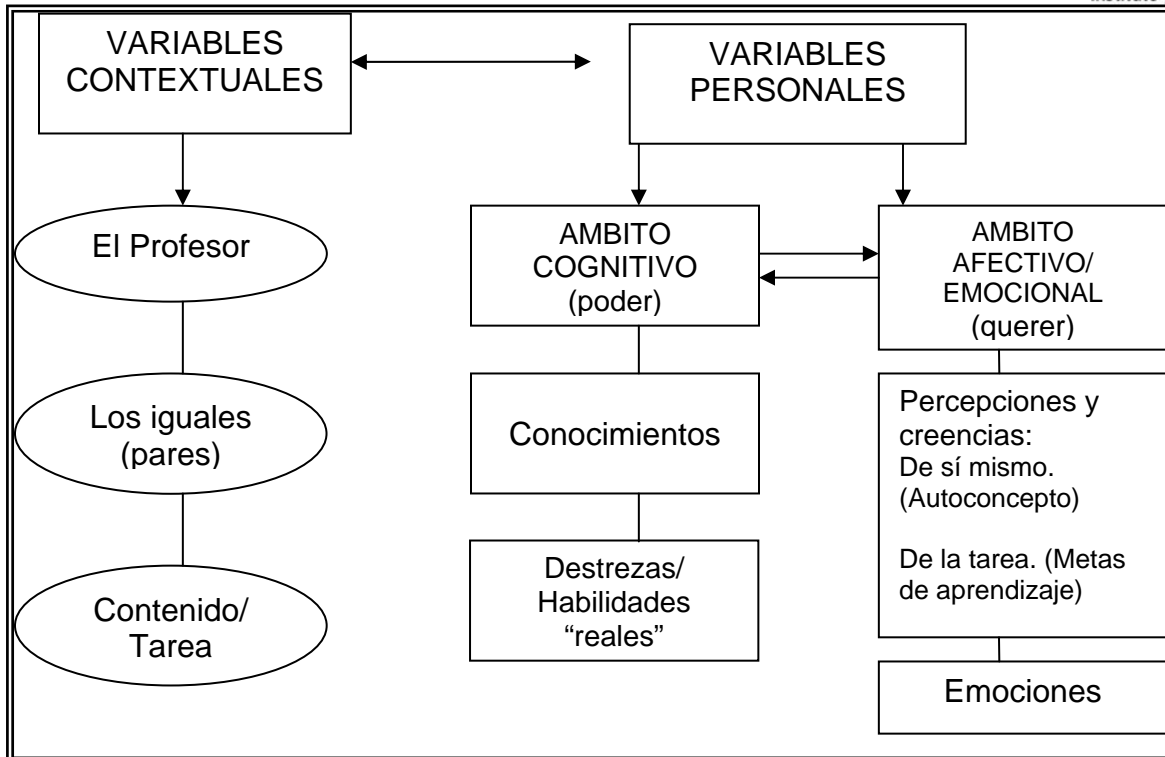 VARIABLES
CONTEXTUALES
VARIABLES
PERSONALES
El Profesor
Los iguales
(pares)
Contenido/
Tarea
AMBITO
COGNITIVO
(poder)
Conocimientos
Destrezas/
Habilidades
“reales”
AMBITO
AFECTIVO/
EMOCIONAL
(querer)
Percepciones y
creencias:
De sí mismo.
(Autoconcepto)
De la tarea. (Metas
de aprendizaje)
Emociones